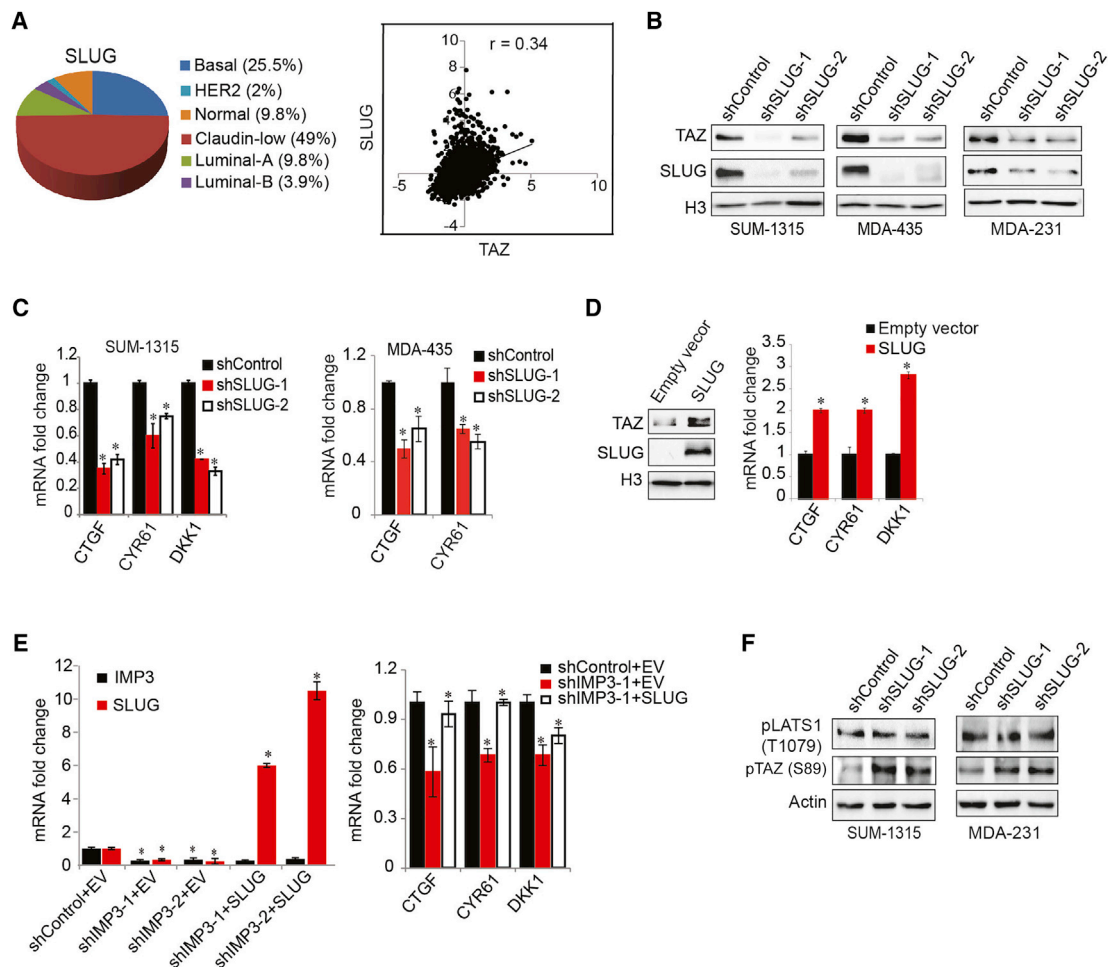 A
SLUG
Basal (25.5%)
HER2 (2%)
Normal (9.8%)
Claudin-low (49%)
Luminal-A (9.8%)
Luminal-B (3.9%)
r = 0.34
10
8
6
4
2
-5
5
10
-4
SLUG
TAZ
B
shControl
shSLUG-1
shSLUG-2
shControl
shSLUG-1
shSLUG-2
shControl
shSLUG-1
shSLUG-2
TAZ
SLUG
H3
SUM-1315
MDA-435
MDA-231
C
SUM-1315
shControl
shSLUG-1
shSLUG-2
mRNA fold change
1.2
1
0.8
0.6
0.4
0.2
0
* * * * * *
CTGF
CYR61
DKK1
MDA-435
shControl
shSLUG-1
shSLUG-2
mRNA fold change
1.2
0.8
0.4
0
* * * *
CTGF
CYR61
D
Empty vecor
SLUG
TAZ
SLUG
H3
Empty vector
SLUG
mRNA fold change
3
2.5
2
1.5
1
0.5
0
* * *
CTGF
CYR61
DKK1
E
IMP3
SLUG
mRNA fold change
12
10
8
6
4
2
0
* * * * * *
shControl+EV
shIMP3-1+EV
shIMP3-2+EV
shIMP3-1+SLUG
shIMP3-2+SLUG
shControl+EV
shIMP3-1+EV
shIMP3-1+SLUG
mRNA fold change
1.2
0.9
0.6
0.3
0
* * * * * *
CTGF
CYR61
DKK1
F
shControl
shSLUG-1
shSLUG-2
shControl
shSLUG-1
shSLUG-2
pLATS1
(T1079)
pTAZ (S89)
Actin
SUM-1315
MDA-231